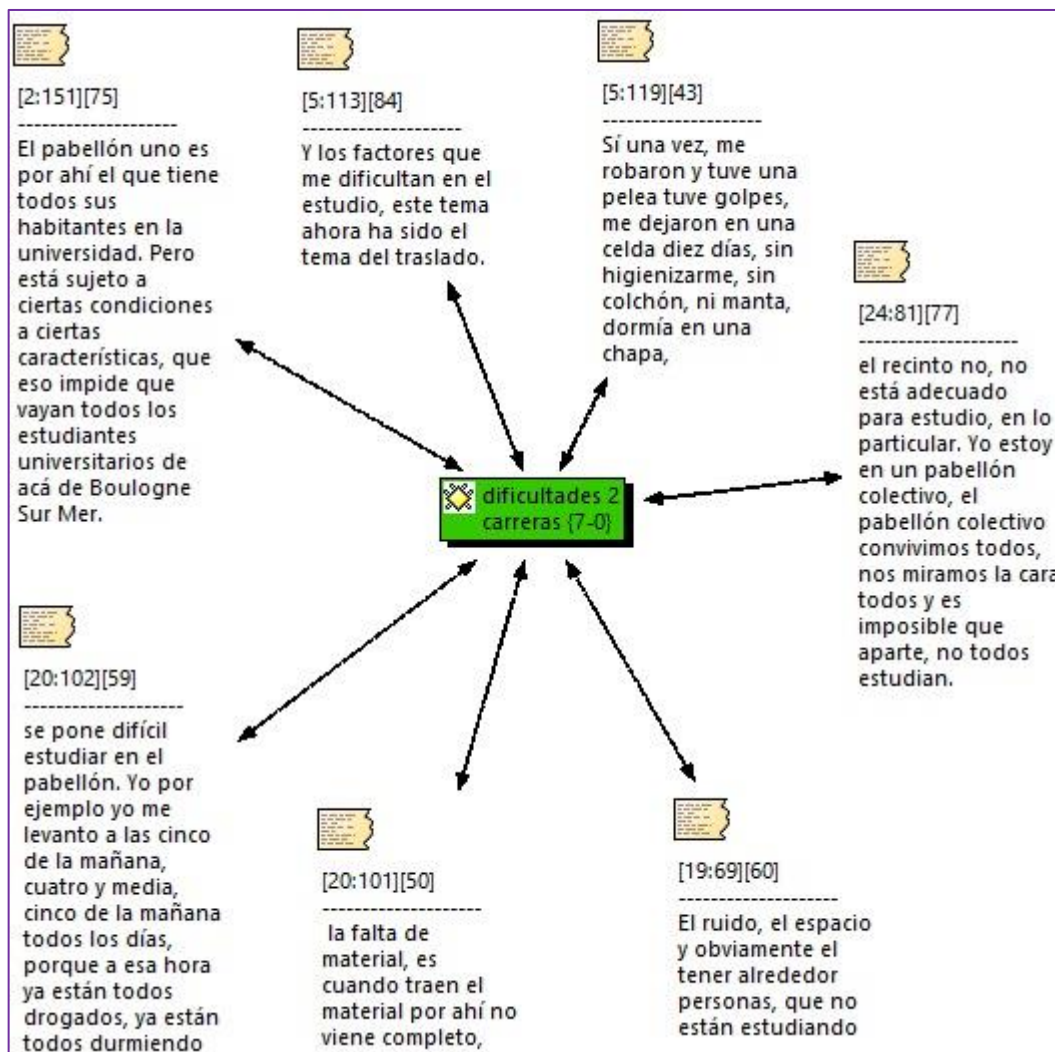 [2:151][75]
--------------------
El pabellón uno es
por ahí el que tiene
todos sus
habitantes en la
universidad. Pero
está sujeto a
ciertas condiciones
a ciertas
características, que
eso impide que
vayan todos los
estudiantes
universitarios de
acá de Boulogne
Sur Mer.
[5:113][84]
--------------------
Y los factores que
me dificultan en el
estudio, este tema
ahora ha sido el
tema del traslado.
[5:119][43]
--------------------
Sí una vez, me
robaron y tuve una
pelea tuve golpes,
me dejaron en una
celda diez días, sin
higienizarme, sin
colchón, ni manta,
dormía en una
chapa,
[24:81][77]
--------------------
el recinto no, no
está adecuado
para estudio, en lo
particular. Yo estoy
en un pabellón
colectivo, el
pabellón colectivo
convivimos todos,
nos miramos la cara
todos y es
imposible que
aparte, no todos
estudian.
dificultades 2
carreras {7-0}
[20:102][59]
--------------------
se pone difícil
estudiar en el
pabellón. Yo por
ejemplo yo me
levanto a las cinco
de la mañana,
cuatro y media,
cinco de la mañana
todos los días,
porque a esa hora
ya están todos
drogados, ya están
todos durmiendo
[20:101][50]
--------------------
la falta de
material, es
cuando traen el
material por ahí no
viene completo,
[19:69][60]
--------------------
El ruido, el espacio
y obviamente el
tener alrededor
personas, que no
están estudiando